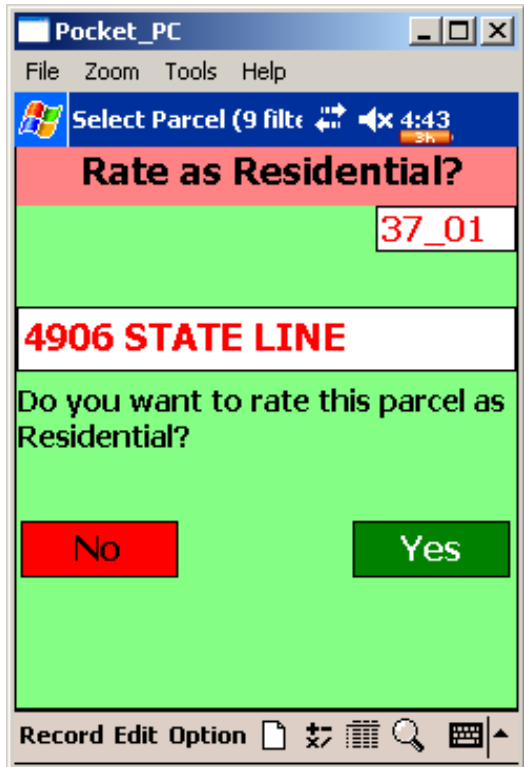 Pocket_PC
File Zoom Tools Help
Select Parcel (9 filte 4:43
3h
Rate as Residential?
37_01
4906 STATE LINE
Do you want to rate this parcel as
Residential?
No Yes
Record Edit Option